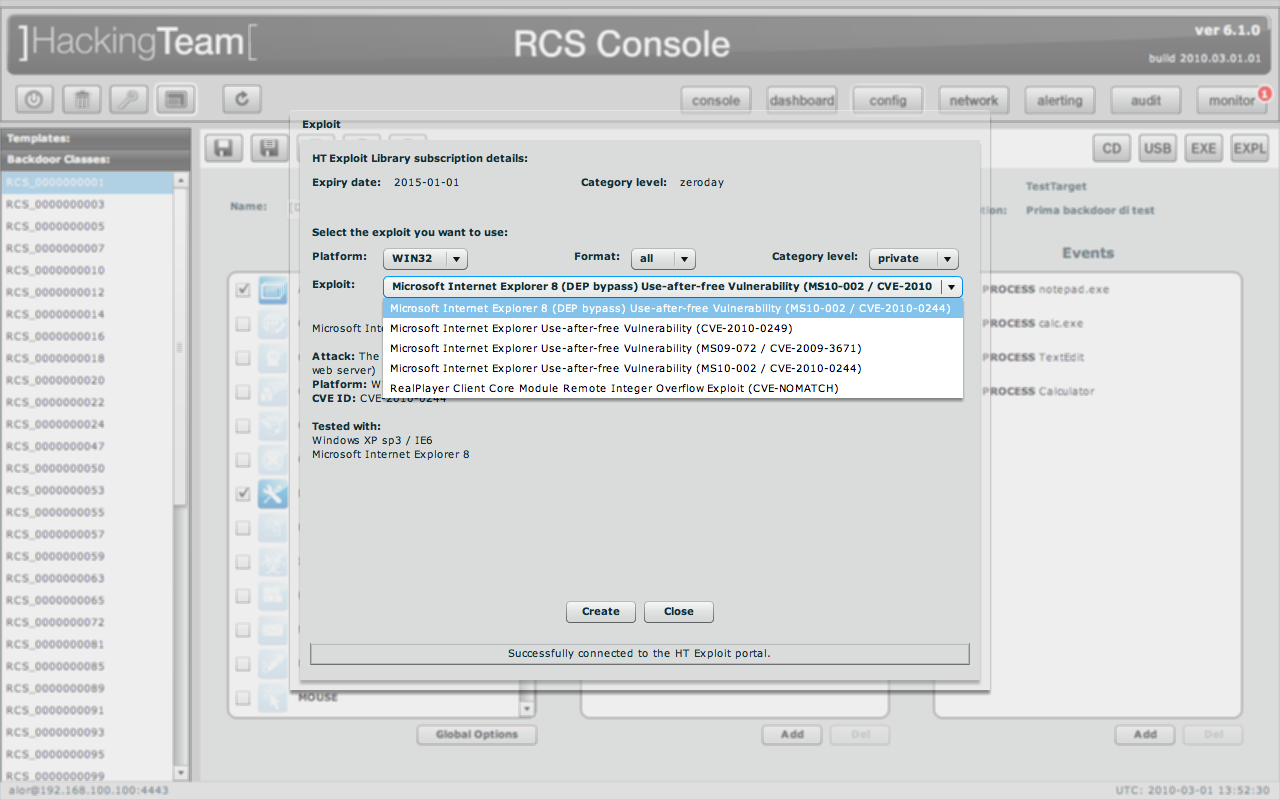 ]HackingTeam[
RCS Console
ver 6.1.0
build 2010.03.01.01
console
dashboard
config
network
alerting
audit
monitor
1
Templates:
Backdoor Classes:
RCS_0000000001
RCS_0000000003
RCS_0000000005
RCS_0000000007
RCS_0000000010
RCS_0000000012
RCS_0000000014
RCS_0000000016
RCS_0000000018
RCS_0000000020
RCS_0000000022
RCS_0000000024
RCS_0000000047
RCS_0000000050
RCS_0000000053
RCS_0000000055
RCS_0000000057
RCS_0000000059
RCS_0000000063
RCS_0000000065
RCS_0000000072
RCS_0000000081
RCS_0000000085
RCS_0000000089
RCS_0000000091
RCS_0000000093
RCS_0000000095
RCS_0000000099
CD
USB
EXE
EXPL
Name:
TestTarget
tion: Prima backdoor di test
Events
PROCESS notepad.exe
PROCESS calc.exe
PROCESS TextEdit
PROCESS Calculator
Exploit
HT Exploit Library subscription details:
Expiry date: 2015-01-01 Category level: zeroday
Select the exploit you want to use:
Platform: WIN32 Format: all Category level: private
Exploit: Microsoft Internet Explorer 8 (DEP bypass) Use-after-free Vulnerability (MS10-002 / CVE-2010
Microsoft Internet Explorer 8 (DEP bypass) Use-after-free Vulnerability (MS10-002 / CVE-2010-0244)
Microsoft Internet Explorer Use-after-free Vulnerability (CVE-2010-0249)
Microsoft Internet Explorer Use-after-free Vulnerability (MS09-072 / CVE-2009-3671)
Microsoft Internet Explorer Use-after-free Vulnerability (MS10-002 / CVE-2010-0244)
RealPlayer Client Core Module Remote Integer Overflow Exploit (CVE-NOMATCH)
Microsoft Inte
Attack: The
web server)
Platform: W
CVE ID: CVE-2010-0244
Tested with:
Windows XP sp3 / IE6
Microsoft Internet Explorer 8
Create
Close
Successfully connected to the HT Exploit portal.
MOUSE
Global Options
Add
Del
Add
Del
alor@192.168.100.100:4443
UTC: 2010-03-01 13:52:30